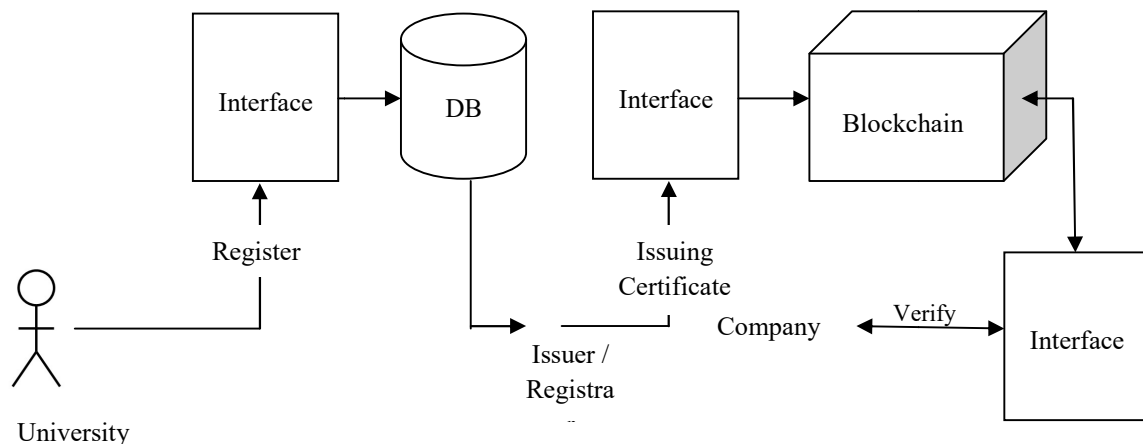 Interface
DB
Interface
Blockchain
Register
Issuing
Certificate
Company
Verify
Interface
Issuer /
Registra
University